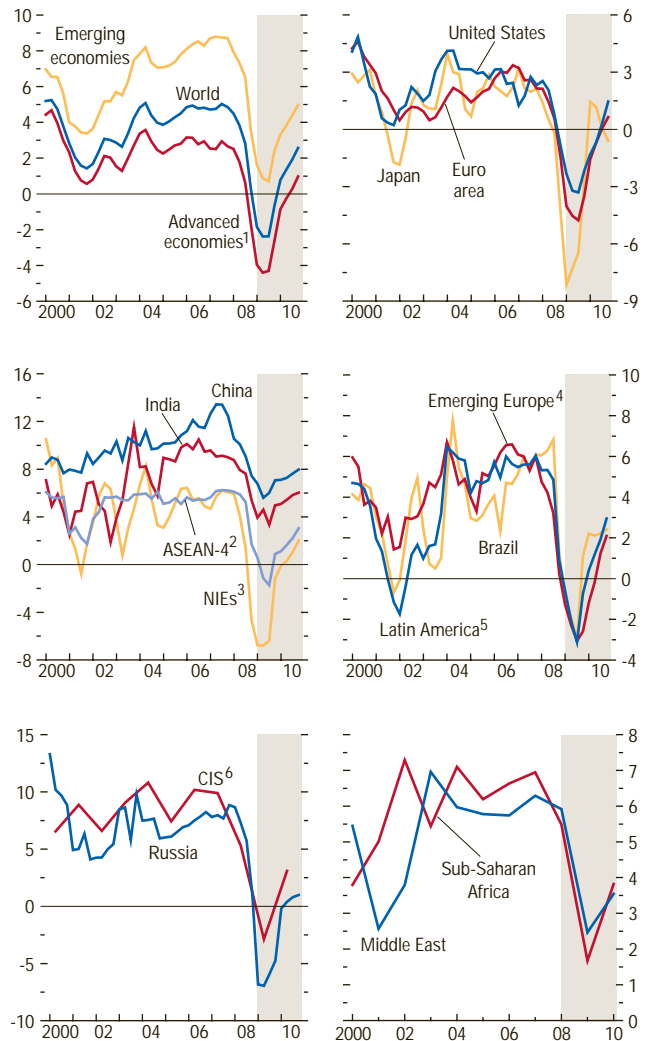 10
8
6
4
2
0
-2
-4
-6
Emerging
economies
World
Advanced
economies1
2000 02 04 06 08 10
6
3
0
-3
-6
-9
United States
Japan
Euro
area
2000 02 04 06 08 10
16
12
8
4
0
-4
-8
China
India
ASEAN-42
NIEs3
2000 02 04 06 08 10
10
8
6
4
2
0
-2
-4
Emerging Europe4
Brazil
Latin America5
2000 02 04 06 08 10
15
10
5
0
-5
-10
CIS6
Russia
2000 02 04 06 08 10
8
7
6
5
4
3
2
1
0
Sub-Saharan
Africa
Middle East
2000 02 04 06 08 10